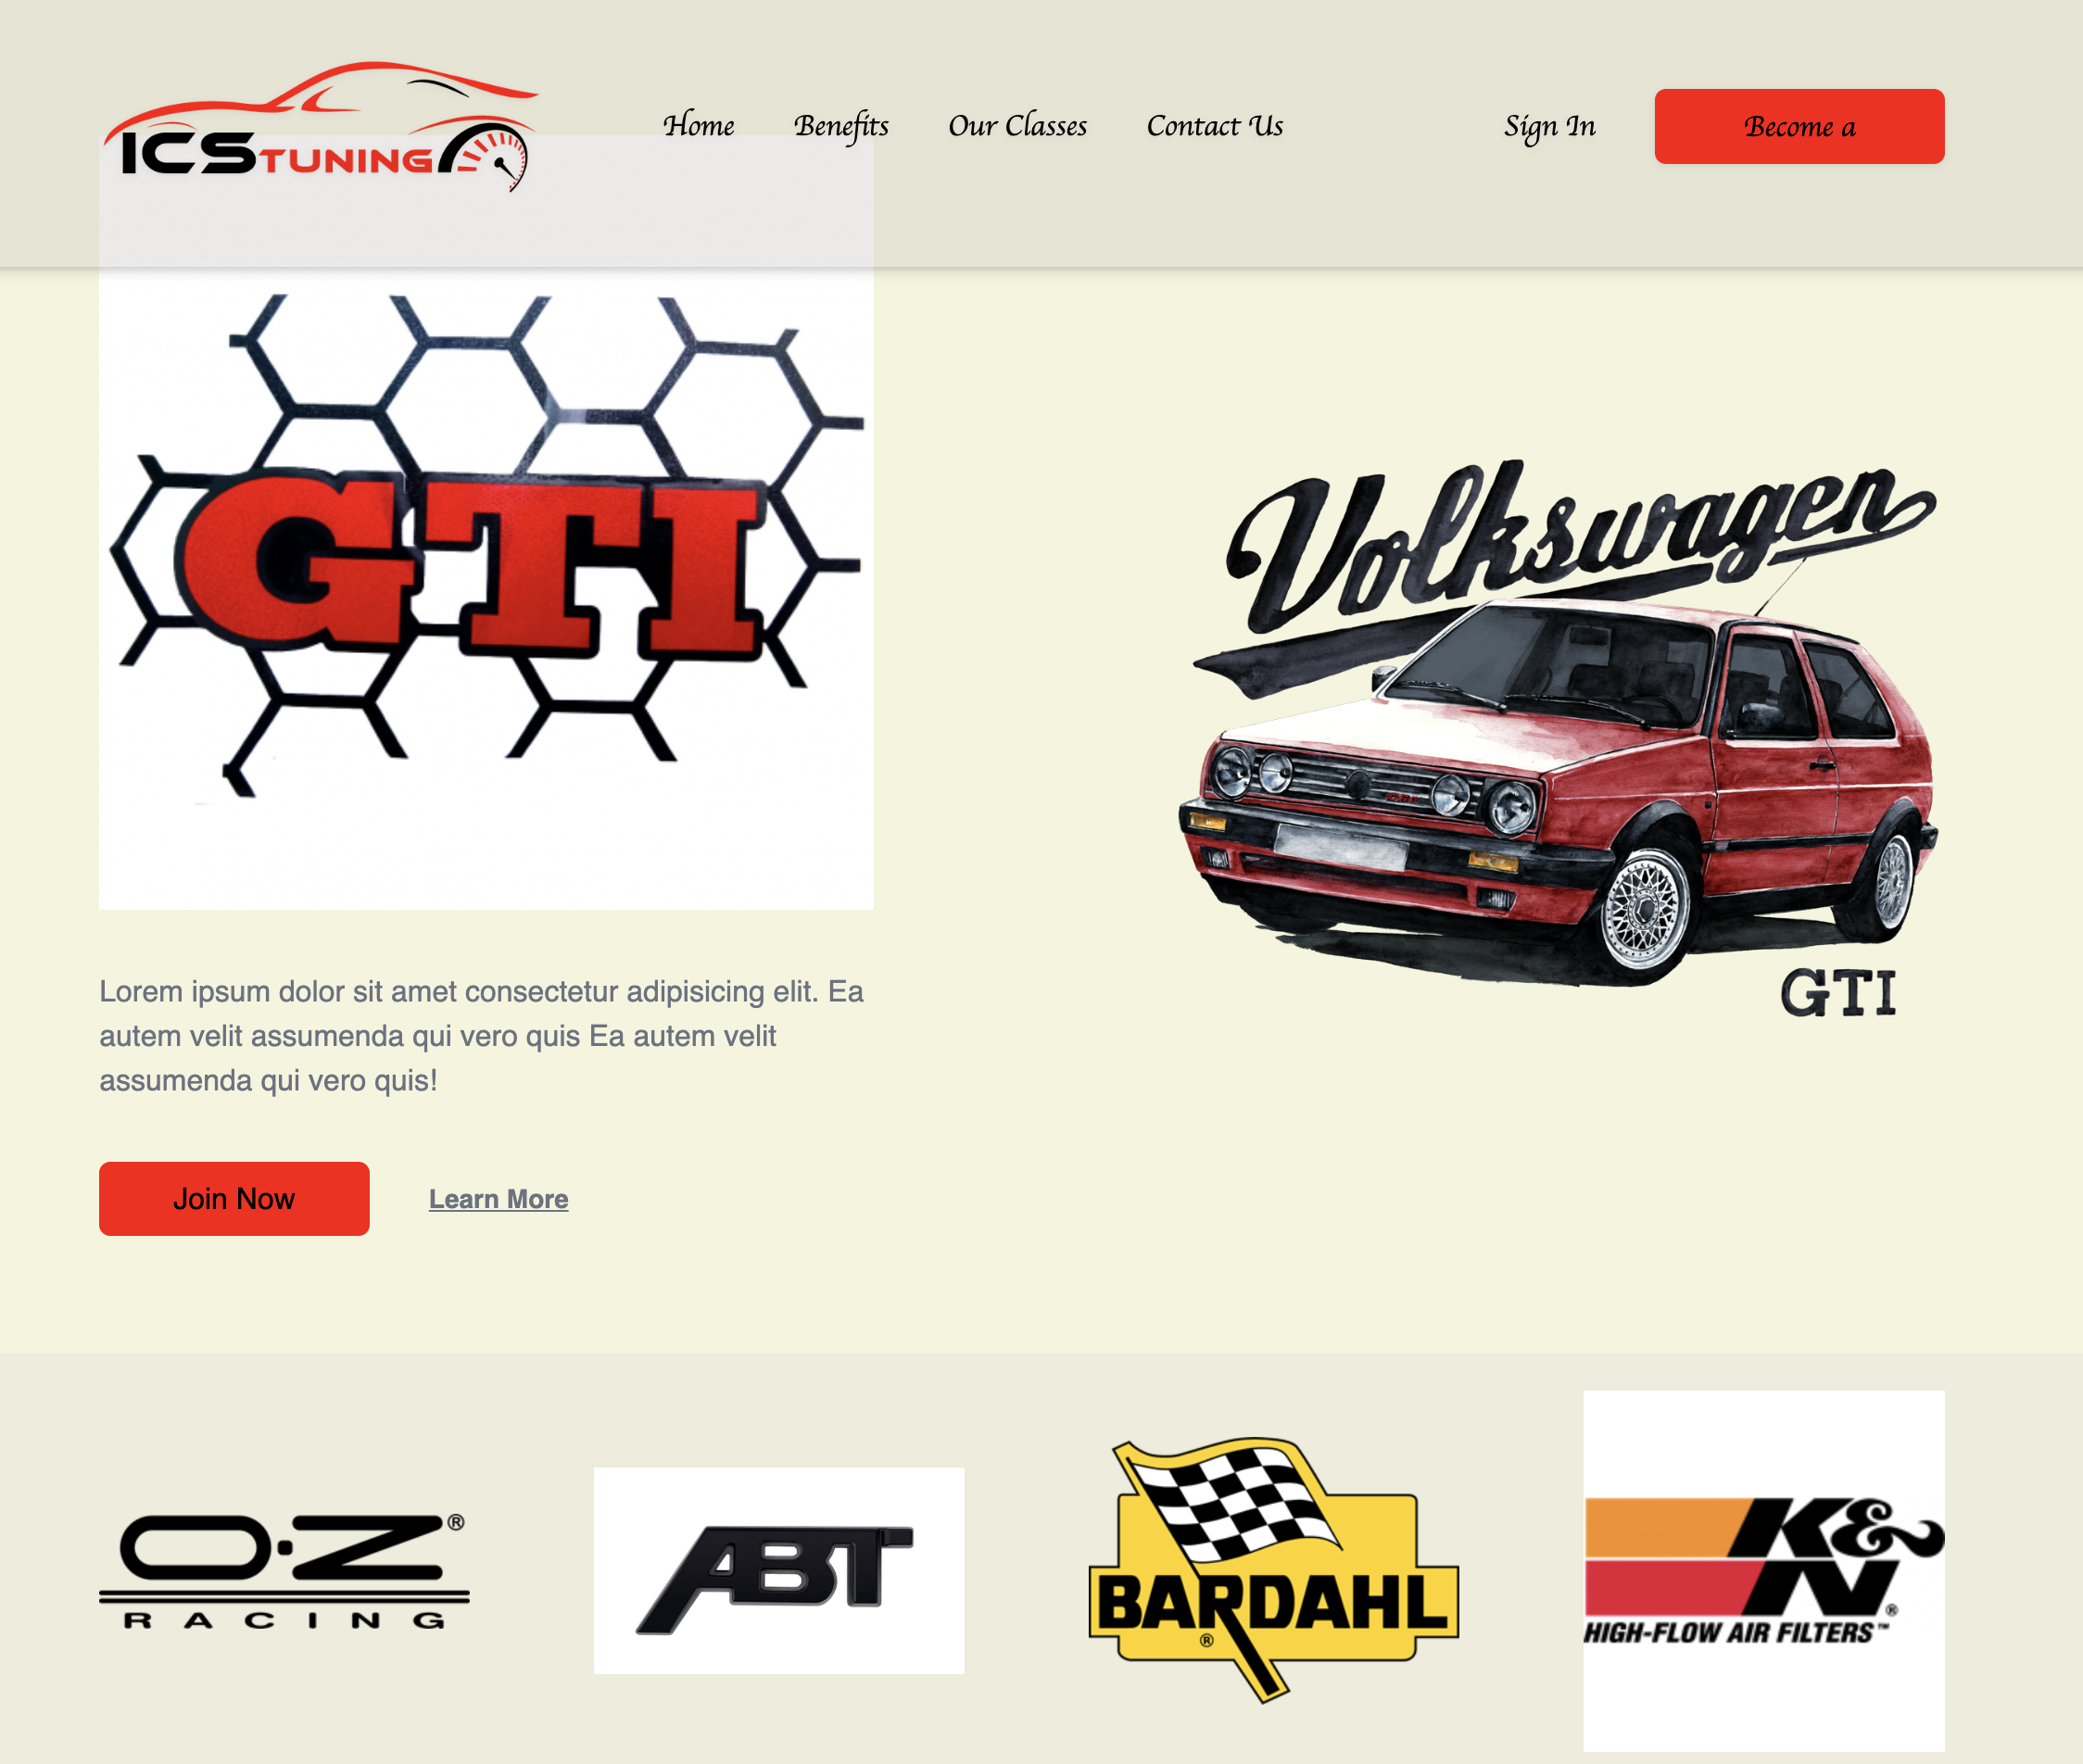 ICSTUNING
Home Benefits Our Classes Contact Us Sign In Become a
GTI
Volkswagen
GTI
Lorem ipsum dolor sit amet consectetur adipisicing elit. Ea
autem velit assumenda qui vero quis Ea autem velit
assumenda qui vero quis!
Join Now Learn More
O·Z®
RACING
ABT
BARDAHL
®
K&N®
HIGH-FLOW AIR FILTERS™